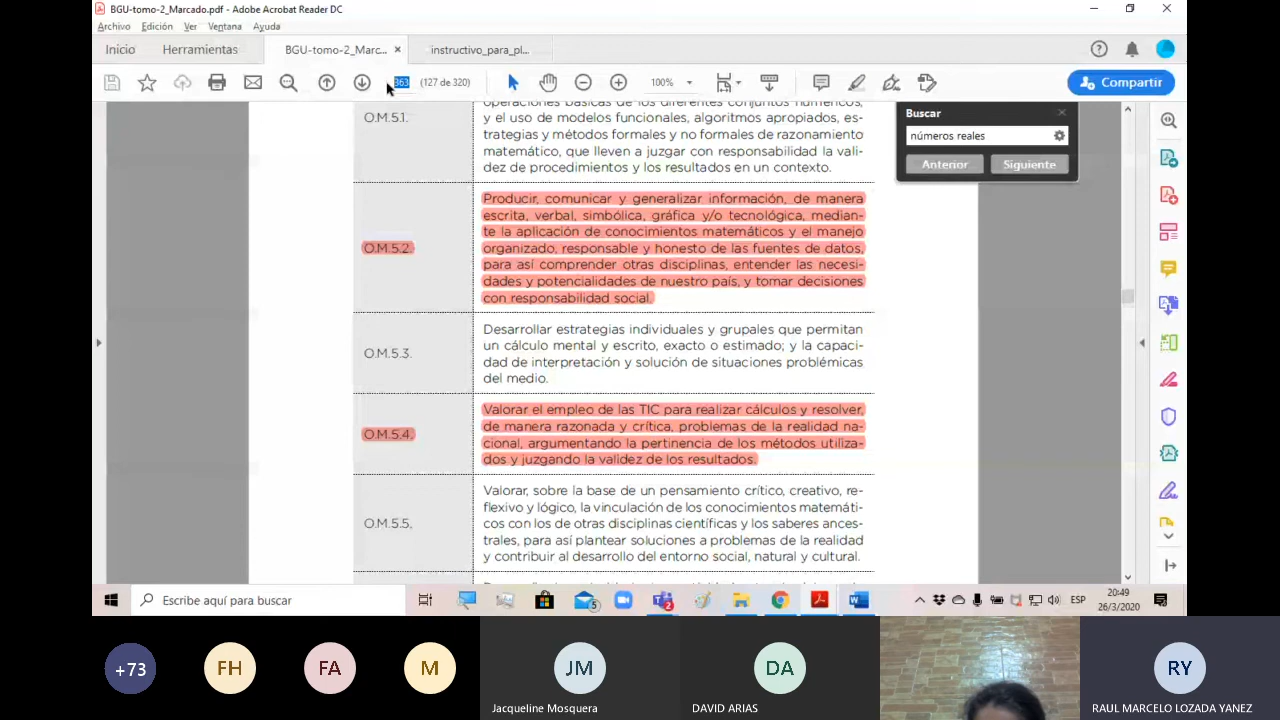 BGU-tomo-2_Marcado.pdf - Adobe Acrobat Reader DC
Archivo Edición Ver Ventana Ayuda
Inicio Herramientas BGU-tomo-2_Marc... × instructivo_para_pl...
363 (127 de 320) 100% Compartir
Buscar
números reales
Anterior Siguiente
operaciones básicas de los diferentes conjuntos numéricos,
O.M.5.1. y el uso de modelos funcionales, algoritmos apropiados, es-
trategias y métodos formales y no formales de razonamiento
matemático, que lleven a juzgar con responsabilidad la vali-
dez de procedimientos y los resultados en un contexto.
Producir, comunicar y generalizar información, de manera
escrita, verbal, simbólica, gráfica y/o tecnológica, median-
te la aplicación de conocimientos matemáticos y el manejo
O.M.5.2. organizado, responsable y honesto de las fuentes de datos,
para así comprender otras disciplinas, entender las necesi-
dades y potencialidades de nuestro país, y tomar decisiones
con responsabilidad social.
Desarrollar estrategias individuales y grupales que permitan
O.M.5.3. un cálculo mental y escrito, exacto o estimado; y la capaci-
dad de interpretación y solución de situaciones problémicas
del medio.
Valorar el empleo de las TIC para realizar cálculos y resolver,
O.M.5.4. de manera razonada y crítica, problemas de la realidad na-
cional, argumentando la pertinencia de los métodos utiliza-
dos y juzgando la validez de los resultados.
Valorar, sobre la base de un pensamiento crítico, creativo, re-
flexivo y lógico, la vinculación de los conocimientos matemáti-
O.M.5.5. cos con los de otras disciplinas científicas y los saberes ances-
trales, para así plantear soluciones a problemas de la realidad
y contribuir al desarrollo del entorno social, natural y cultural.
Escribe aquí para buscar 5 2 ESP 20:49
26/3/2020
+73 FH FA M JM DA RY
Jacqueline Mosquera DAVID ARIAS RAUL MARCELO LOZADA YANEZ